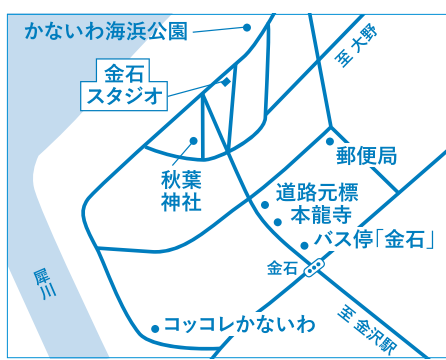 かないわ海浜公園
至 大野
金石
スタジオ
郵便局
秋葉
神社
道路元標
本龍寺
バス停「金石」
金石
犀川
コッコレかないわ
至 金沢駅